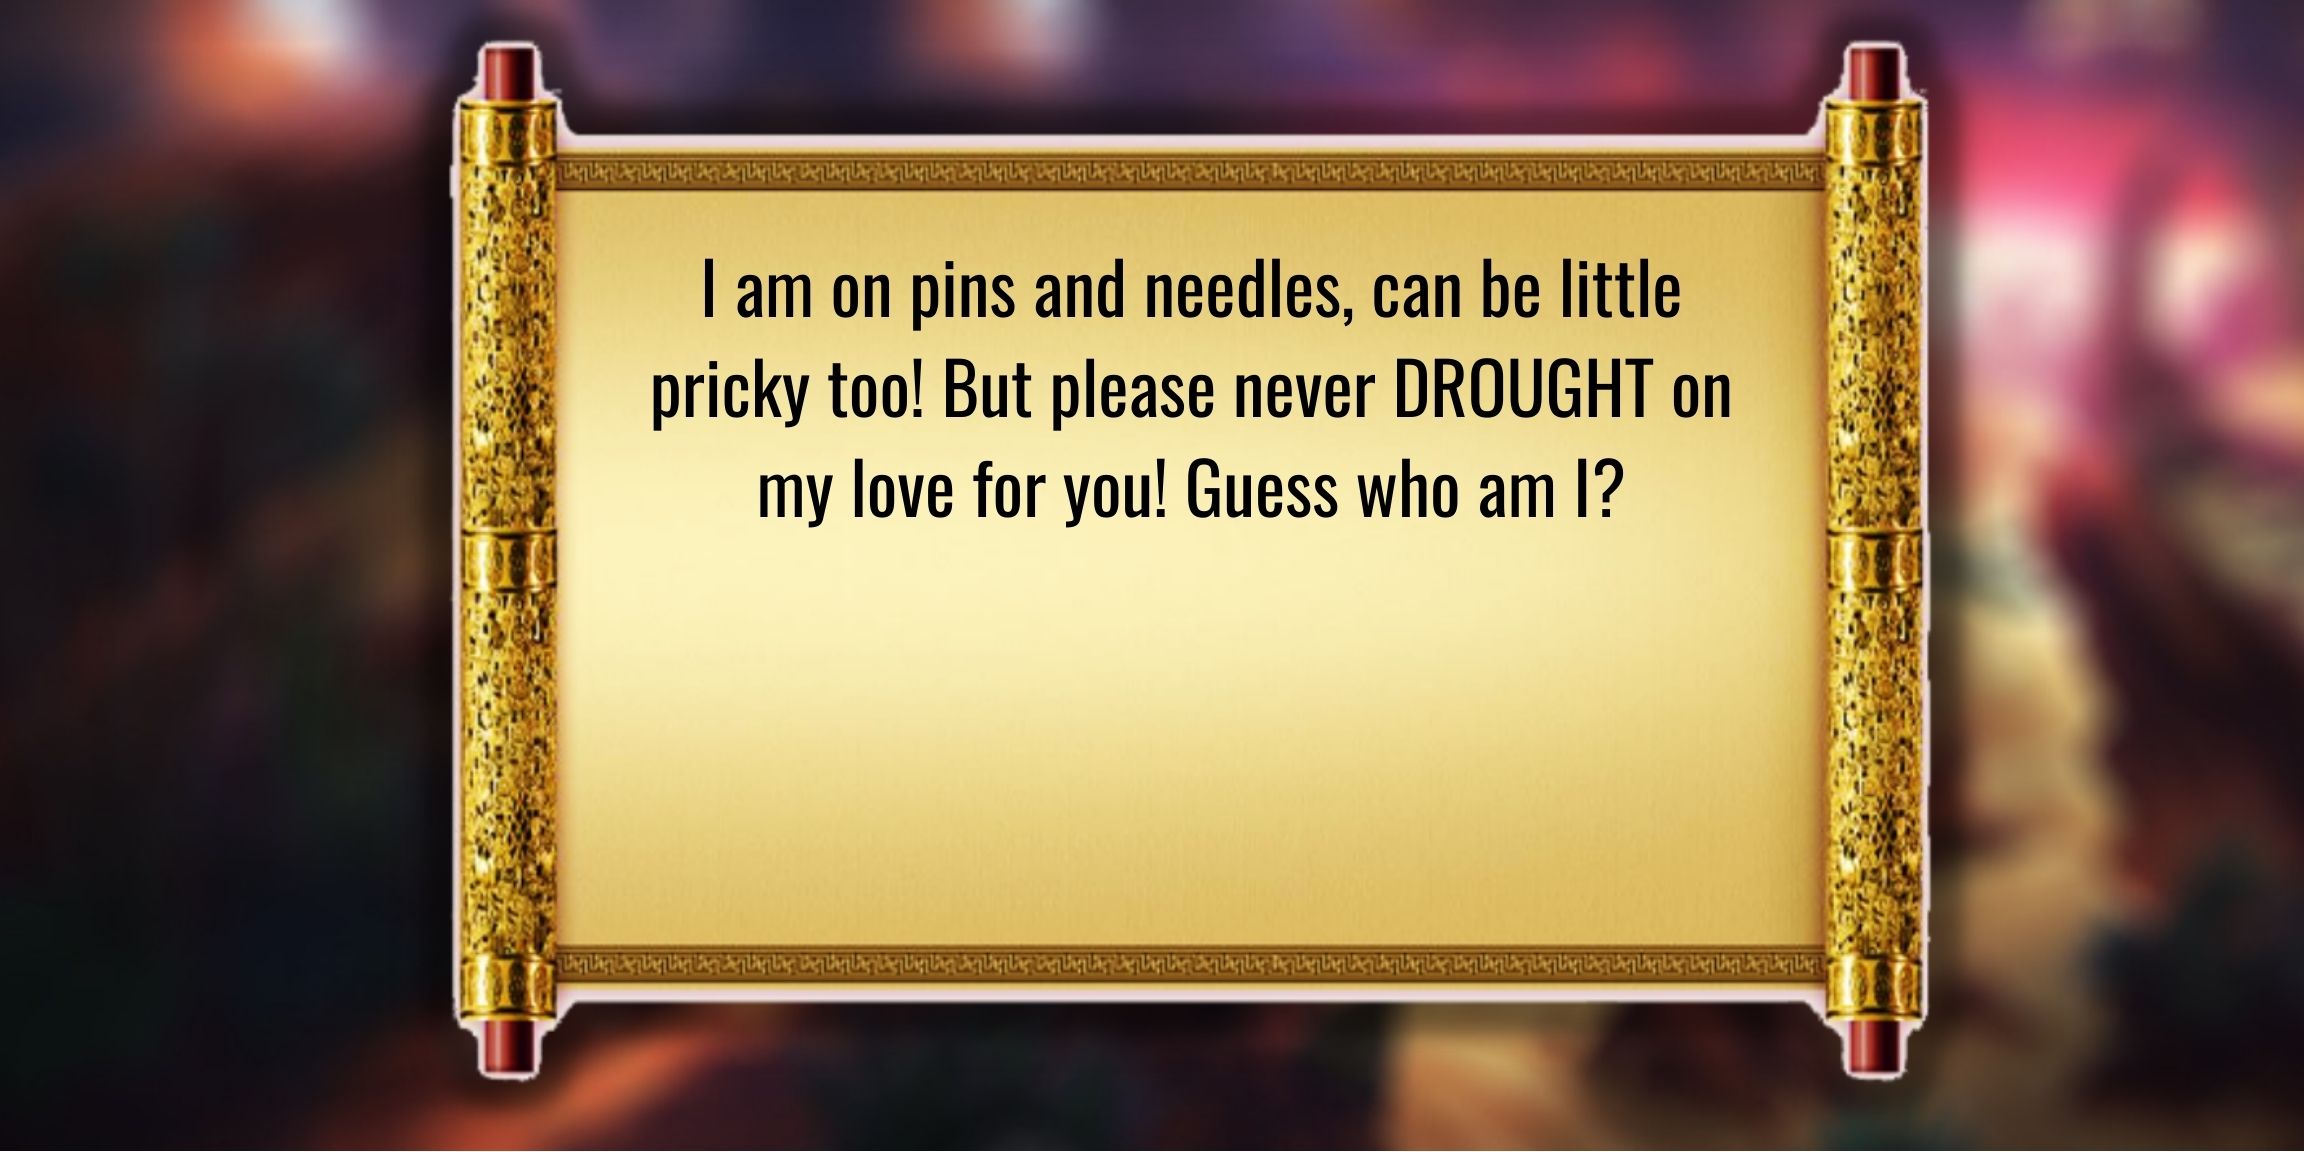 I am on pins and needles, can be little
pricky too! But please never DROUGHT on
my love for you! Guess who am I?